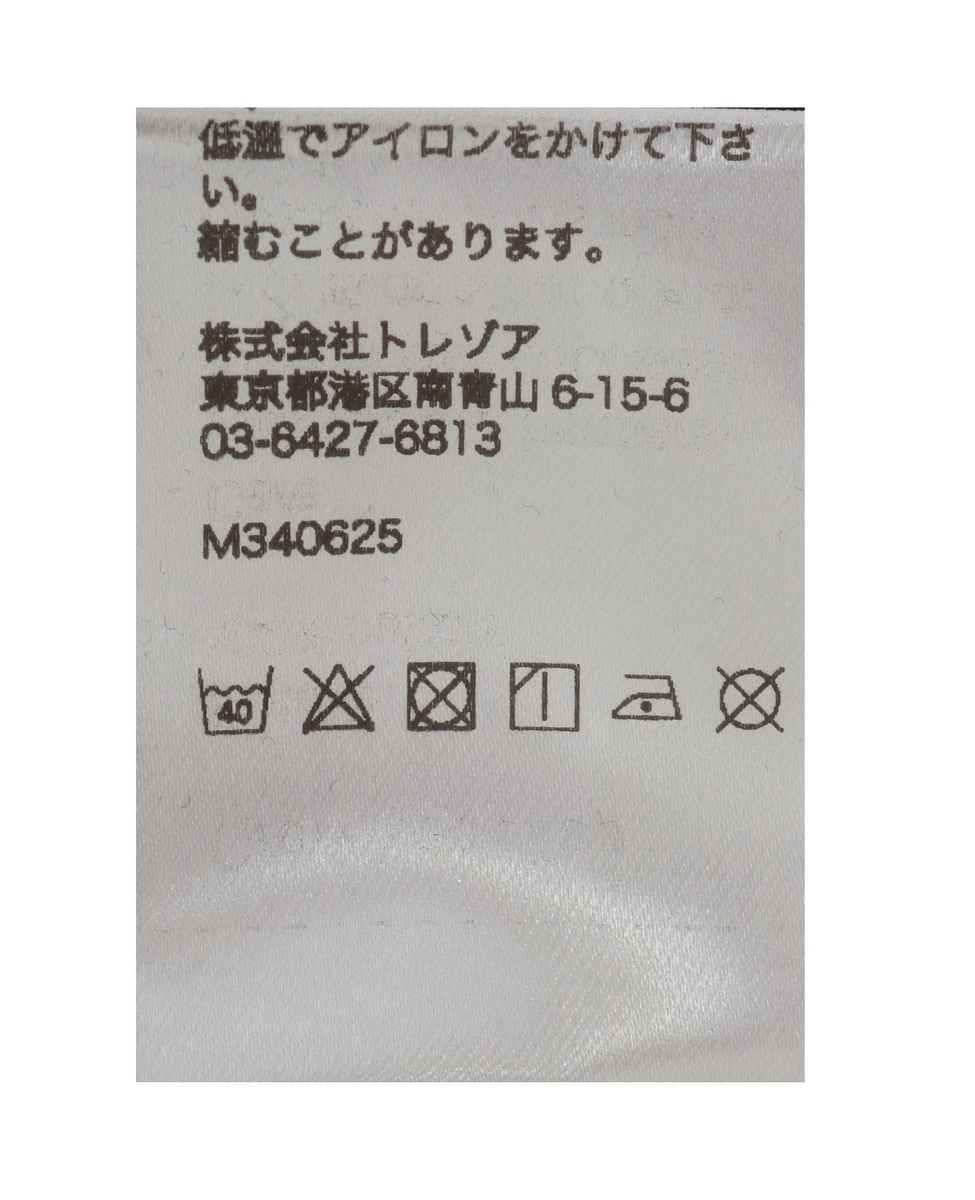 低温でアイロンをかけて下さ
い。
縮むことがあります。
株式会社トレゾア
東京都港区南青山 6-15-6
03-6427-6813
M340625
40